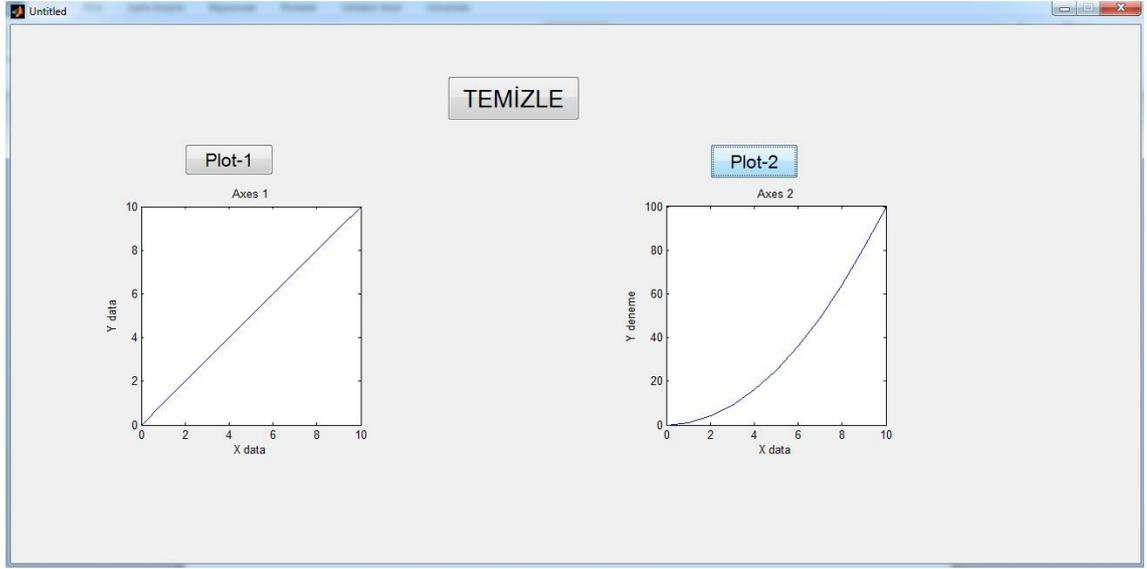 Untitled
TEMİZLE
Plot-1
Axes 1
10
8
6
4
2
0
Y data
0 2 4 6 8 10
X data
Plot-2
Axes 2
100
80
60
40
20
0
Y deneme
0 2 4 6 8 10
X data